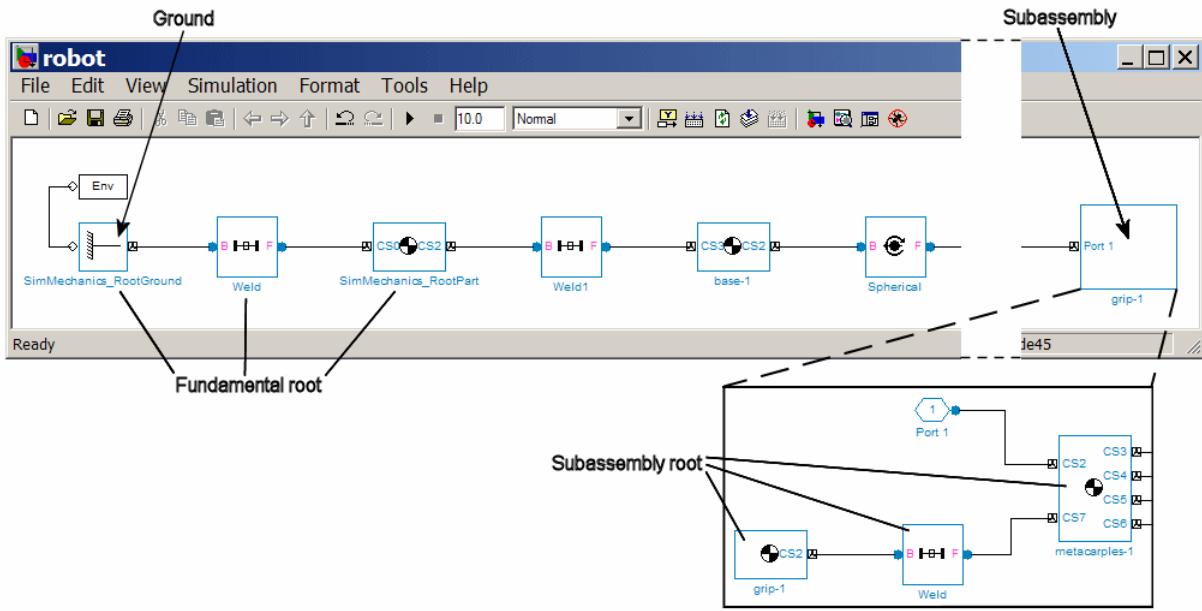 Ground
Subassembly
robot
File Edit View Simulation Format Tools Help
10.0 Normal
Env
B F
CS0 CS2
B F
CS3 CS2
B F
Port 1
SimMechanics_RootGround
Weld
SimMechanics_RootPart
Weld1
base-1
Spherical
grip-1
Ready
de45
Fundamental root
1
Port 1
CS3
CS2
CS4
Subassembly root
CS5
CS7
CS6
CS2
B F
metacarples-1
grip-1
Weld